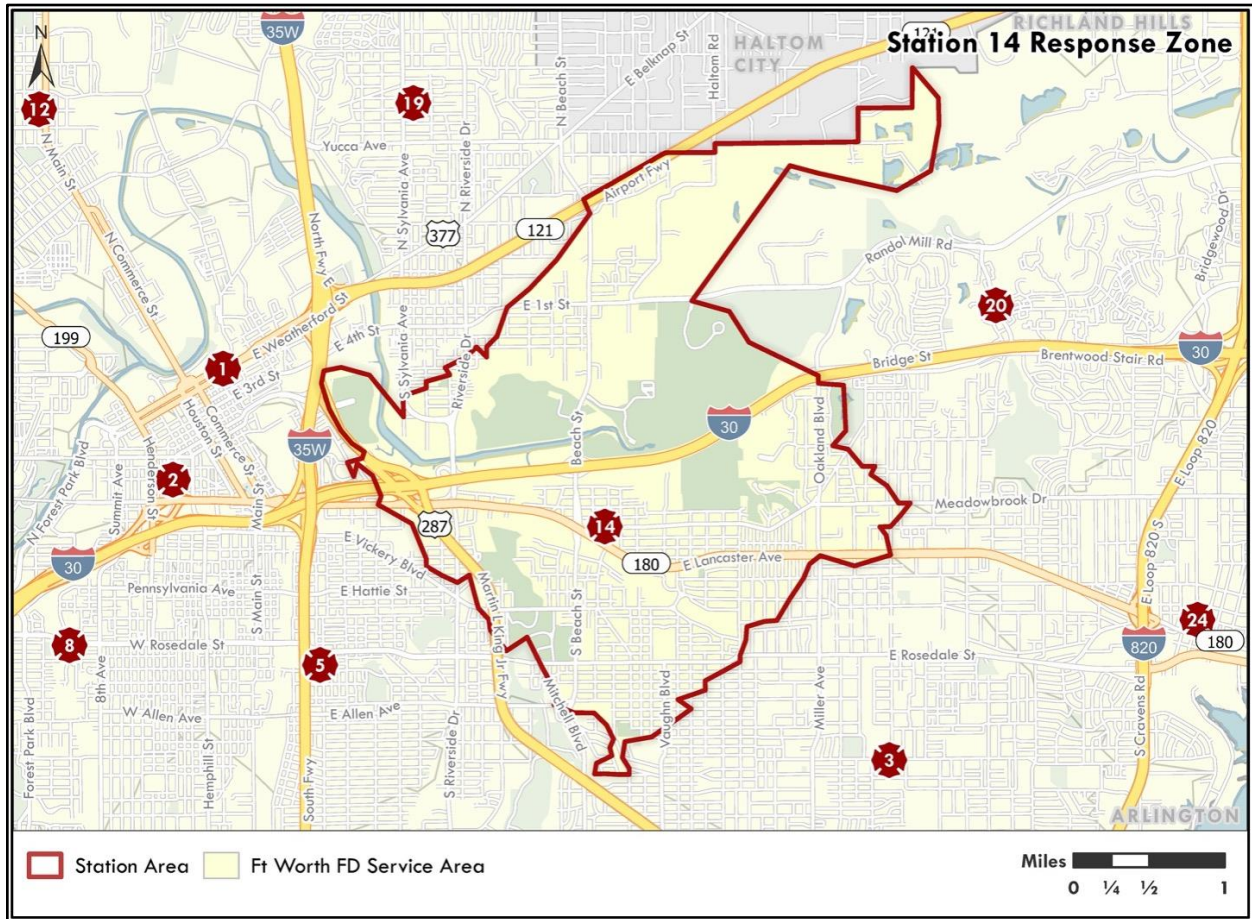 RICHLAND HILLS
121
Station 14 Response Zone
N
35W
HALTOM
CITY
E Belknap St
N Beach St
Haltom Rd
12
19
N Main St
Yucca Ave
N Sylvania Ave
N Riverside Dr
Airport Fwy
377
121
North Fwy E
N Commerce St
Randol Mill Rd
Bridgewood Dr
20
E 1st St
199
E Weatherford St
E 4th St
1
E 3rd St
S Sylvania Ave
Riverside Dr
Bridge St
Brentwood Stair Rd
30
Houston St
Commerce St
Henderson St
35W
30
Beach St
Oakland Blvd
E Loop 820
2
N Forest Park Blvd
Summit Ave
Main St
Meadowbrook Dr
287
14
E Vickery Blvd
180
E Lancaster Ave
E Loop 820 S
30
Pennsylvania Ave
E Hattie St
Martin L King Jr Fwy
S Main St
S Beach St
8
W Rosedale St
5
E Rosedale St
24
180
820
8th Ave
W Allen Ave
E Allen Ave
Mitchell Blvd
Vaughn Blvd
Miller Ave
Forest Park Blvd
Hemphill St
South Fwy
S Riverside Dr
3
S Cravens Rd
ARLINGTON
Station Area
Ft Worth FD Service Area
Miles
0 ¼ ½ 1